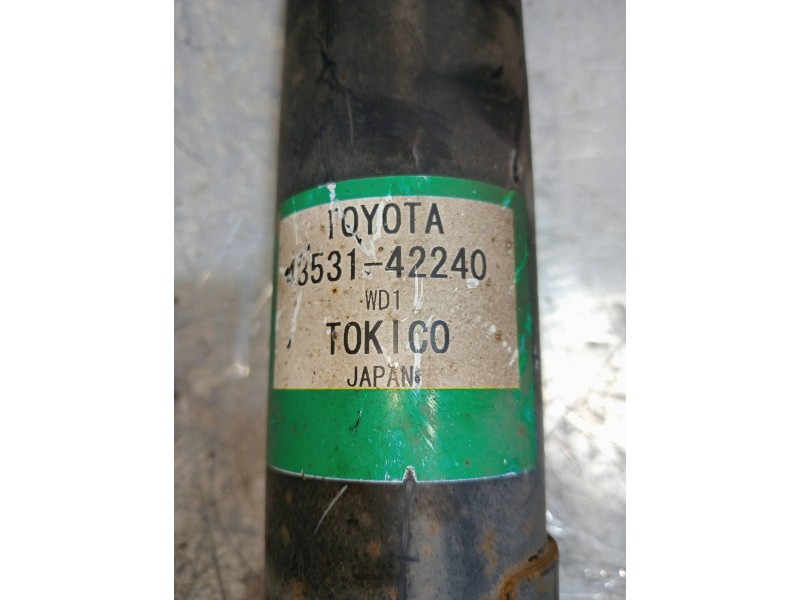 TOYOTA
48531-42240
WD1
TOKICO
JAPAN